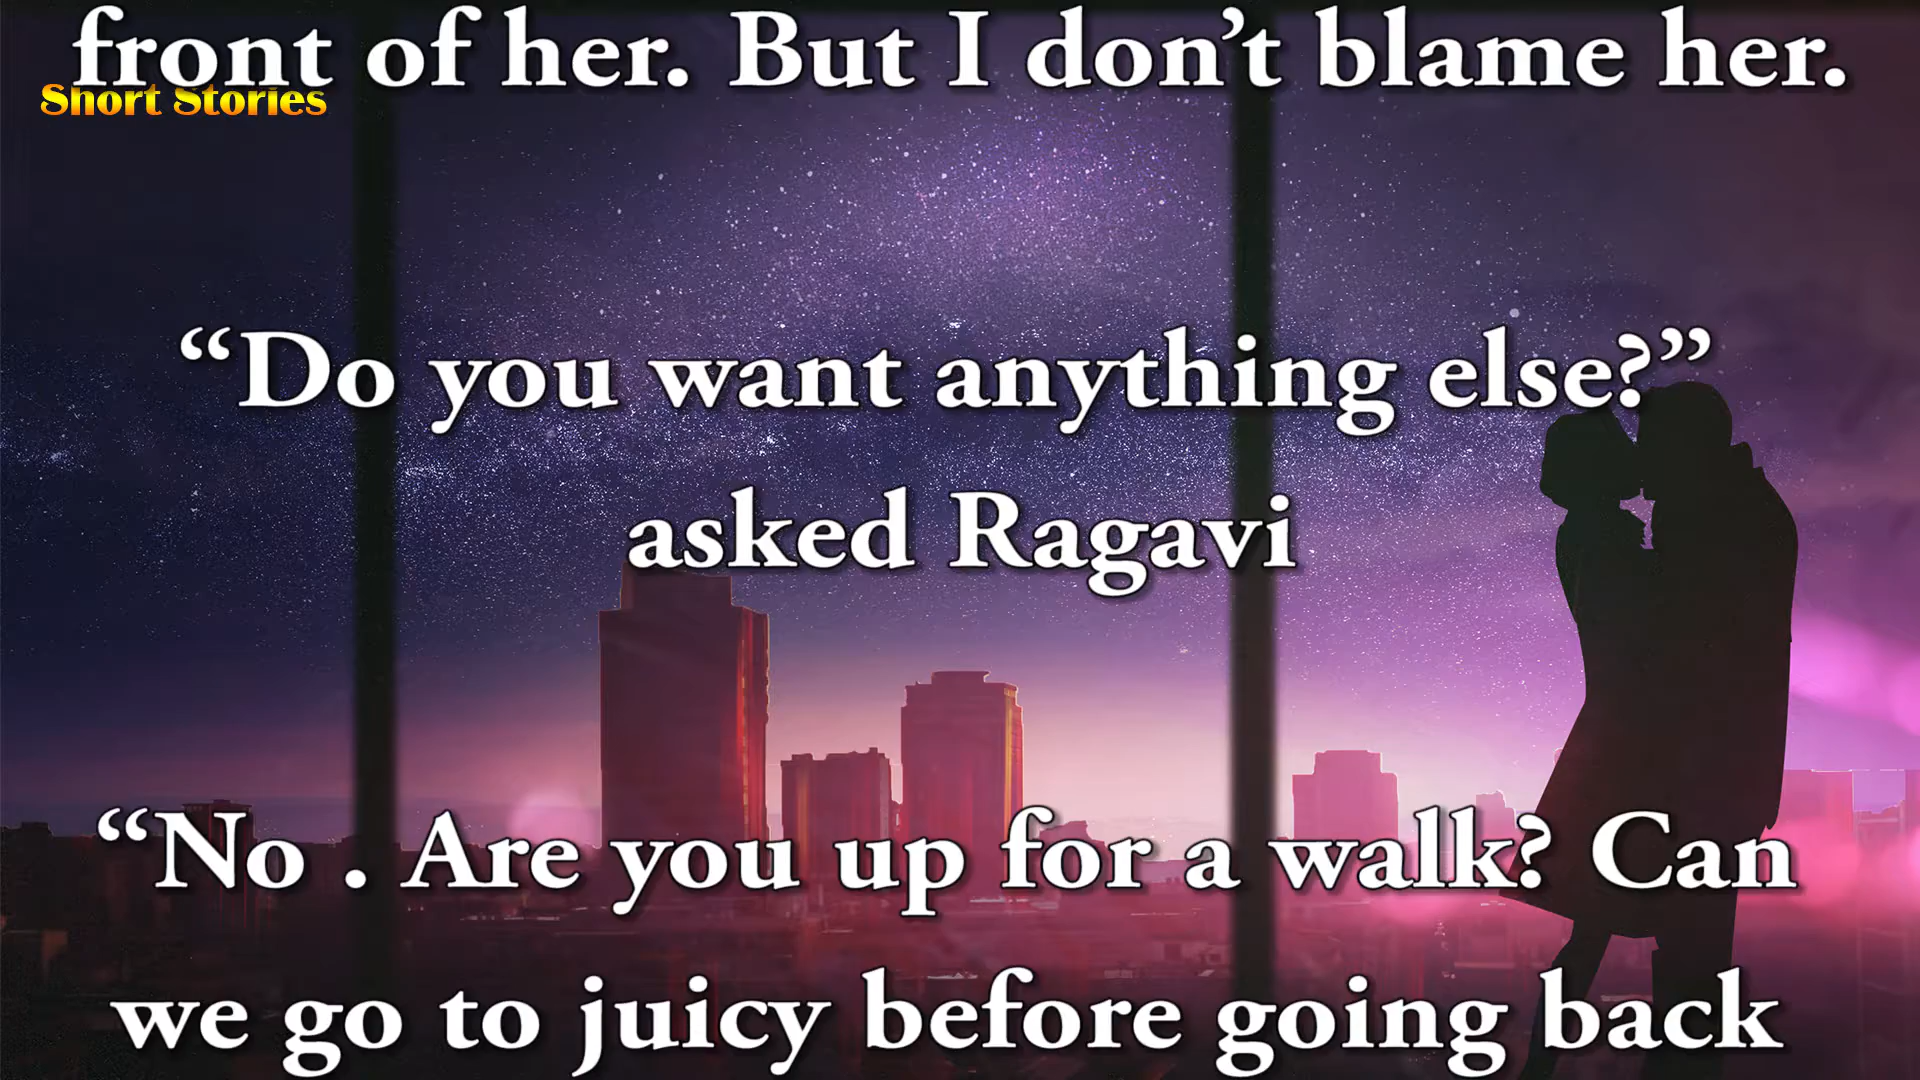 front of her. But I don’t blame her.
Short Stories
“Do you want anything else?”
asked Ragavi
“No . Are you up for a walk? Can
we go to juicy before going back